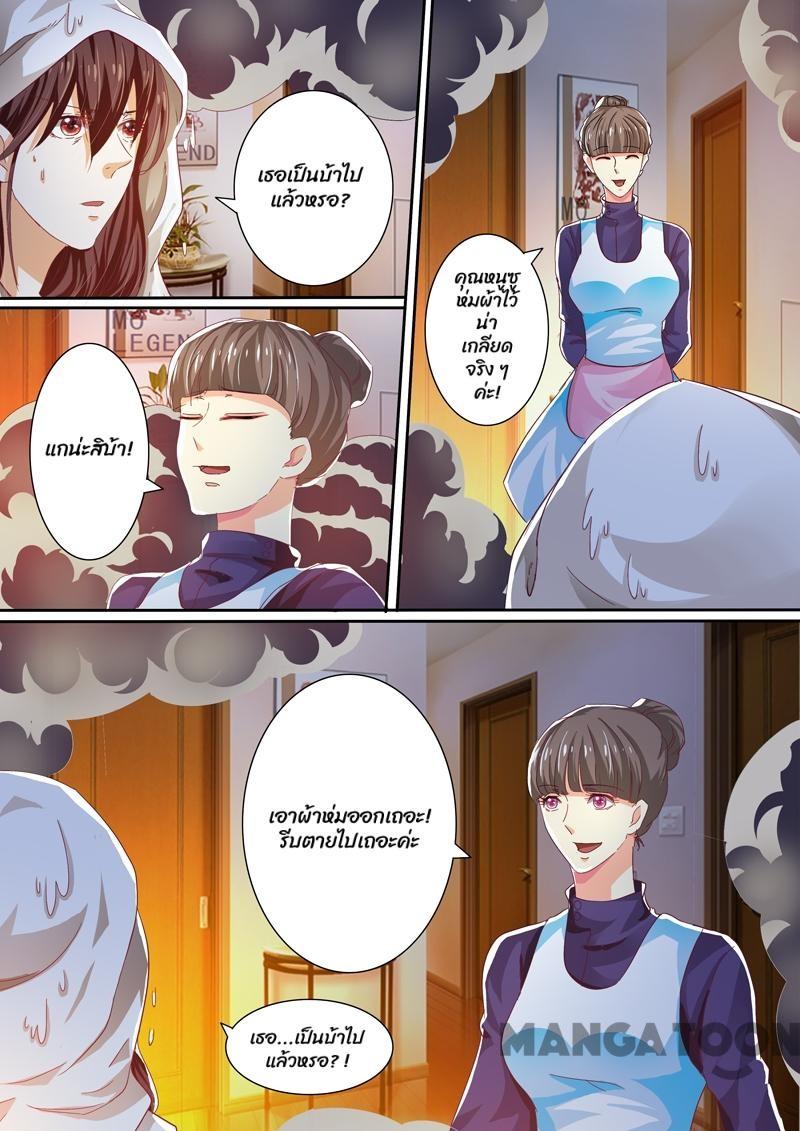 เธอเป็นบ้าไป
แล้วหรอ?
LEGEND
MO
คุณหนูซู
ห่มผ้าไว้
น่า
เกลียด
จริง ๆ
ค่ะ!
MO
LEGEND
แกน่ะสิบ้า!
เอาผ้าห่มออกเถอะ!
รีบตายไปเถอะค่ะ
เธอ...เป็นบ้าไป
แล้วหรอ? !
MANGATOON